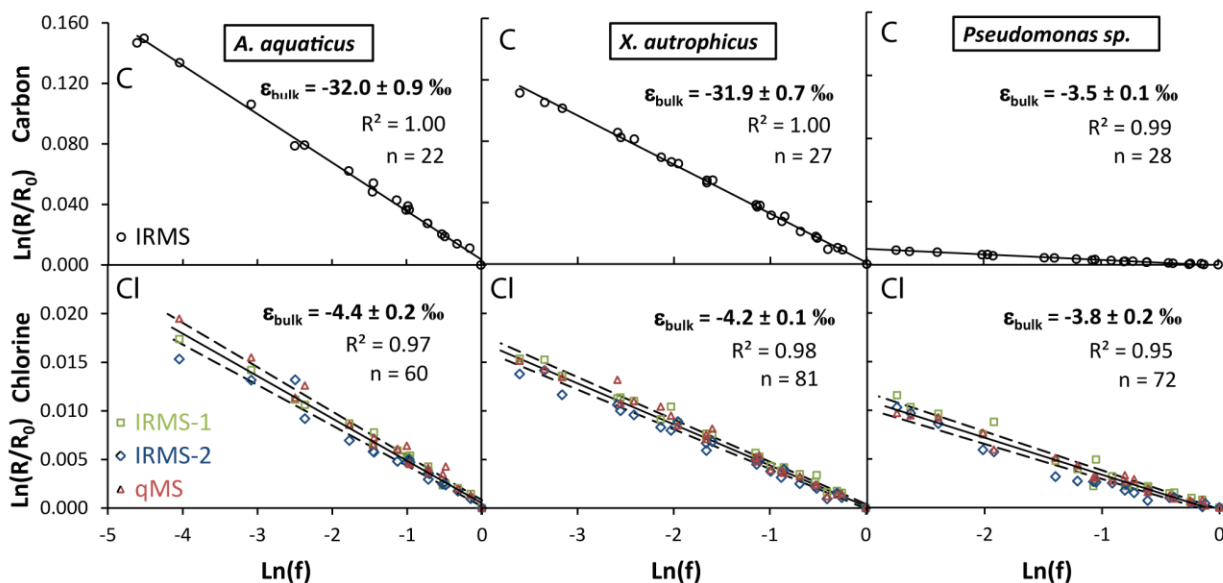 A. aquaticus
X. autrophicus
Pseudomonas sp.
Ln(R/R₀) Carbon
0.160
0.120
0.080
0.040
0.000
C
εbulk = -32.0 ± 0.9 ‰
R² = 1.00
n = 22
IRMS
C
εbulk = -31.9 ± 0.7 ‰
R² = 1.00
n = 27
C
εbulk = -3.5 ± 0.1 ‰
R² = 0.99
n = 28
Ln(R/R₀) Chlorine
0.020
0.015
0.010
0.005
0.000
Cl
εbulk = -4.4 ± 0.2 ‰
R² = 0.97
n = 60
IRMS-1
IRMS-2
qMS
Cl
εbulk = -4.2 ± 0.1 ‰
R² = 0.98
n = 81
Cl
εbulk = -3.8 ± 0.2 ‰
R² = 0.95
n = 72
-5 -4 -3 -2 -1 0
-4 -3 -2 -1 0
-2 -1 0
Ln(f)
Ln(f)
Ln(f)